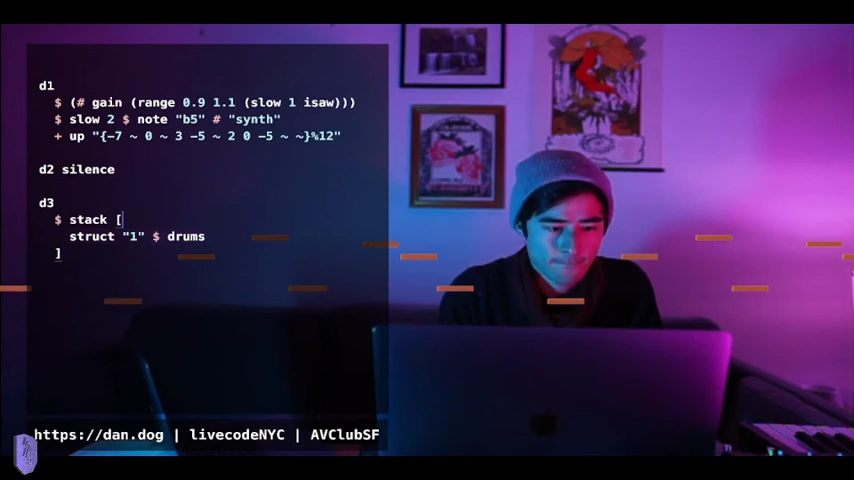 d1
$ (# gain (range 0.9 1.1 (slow 1 isaw)))
$ slow 2 $ note "b5" # "synth"
+ up "{-7 ~ 0 ~ 3 -5 ~ 2 0 -5 ~ ~}%12"
d2 silence
d3
$ stack [
struct "1" $ drums
]
https://dan.dog | livecodeNYC | AVClubSF